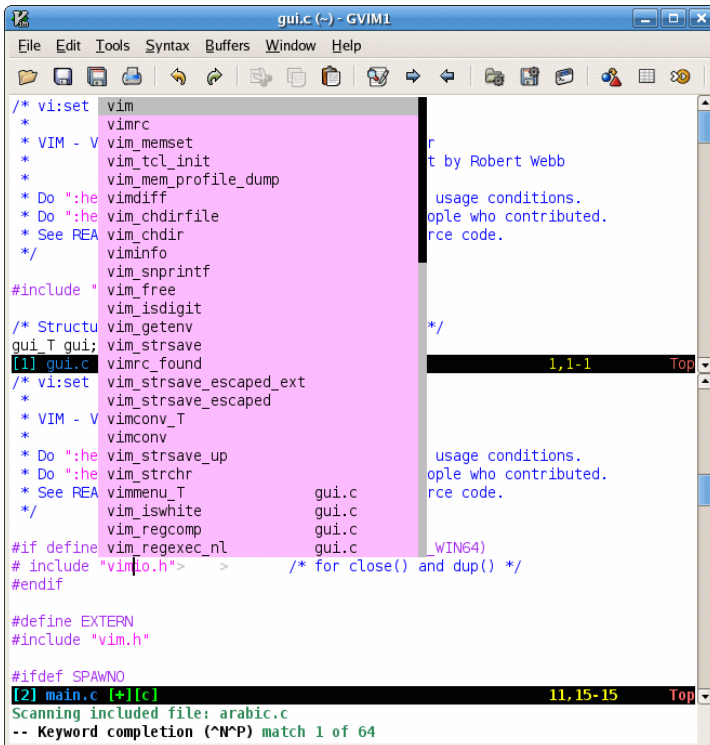 gui.c (~) - GVIM1
File Edit Tools Syntax Buffers Window Help
/* vi:set vim
* vimrc
* VIM - V vim_memset r
* vim_tcl_init t by Robert Webb
* vim_mem_profile_dump
* Do ":he vimdiff usage conditions.
* Do ":he vim_chdirfile ople who contributed.
* See REA vim_chdir rce code.
*/ viminfo
vim_snprintf
#include " vim_free
vim_isdigit
/* Structu vim_getenv */
gui_T gui; vim_strsave
[1] gui.c vimrc_found 1,1-1 Top
/* vi:set vim_strsave_escaped_ext
* vim_strsave_escaped
* VIM - V vimconv_T
* vimconv
* Do ":he vim_strsave_up usage conditions.
* Do ":he vim_strchr ople who contributed.
* See REA vimmenu_T gui.c rce code.
*/ vim_iswhite gui.c
vim_regcomp gui.c
#if define vim_regexec_nl gui.c _WIN64)
# include "vimio.h"> > /* for close() and dup() */
#endif
#define EXTERN
#include "vim.h"
#ifdef SPAWNO
[2] main.c [+][c] 11,15-15 Top
Scanning included file: arabic.c
-- Keyword completion (^N^P) match 1 of 64